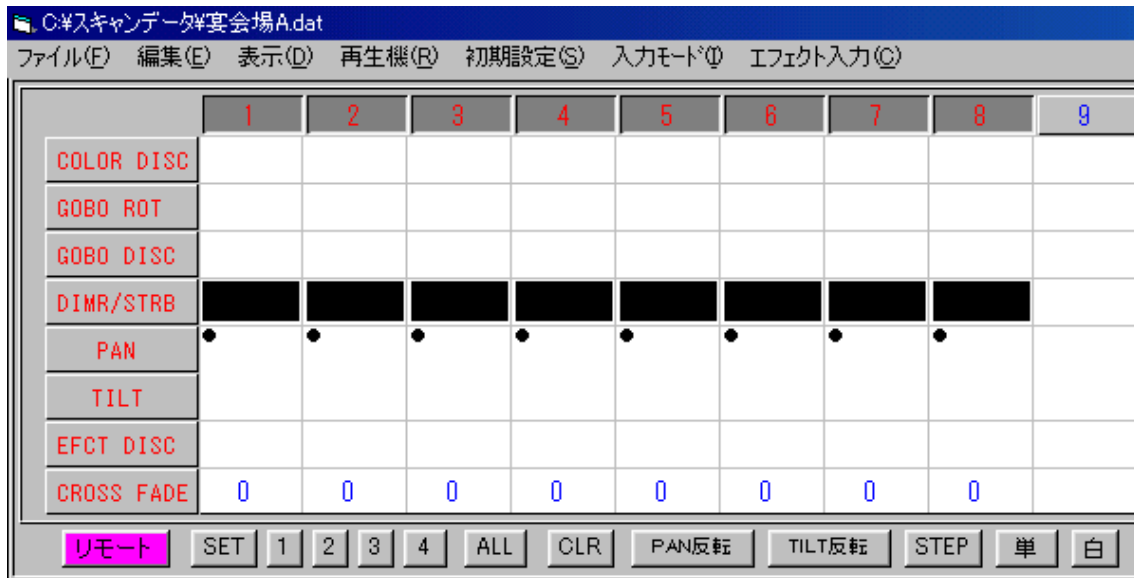 C:¥スキャンデータ¥宴会場A.dat
ファイル(F) 編集(E) 表示(D) 再生機(R) 初期設定(S) 入力モード(I) エフェクト入力(C)
1 2 3 4 5 6 7 8 9
COLOR DISC
GOBO ROT
GOBO DISC
DIMR/STRB
PAN
TILT
EFCT DISC
CROSS FADE 0 0 0 0 0 0 0 0
リモート SET 1 2 3 4 ALL CLR PAN反転 TILT反転 STEP 単 白